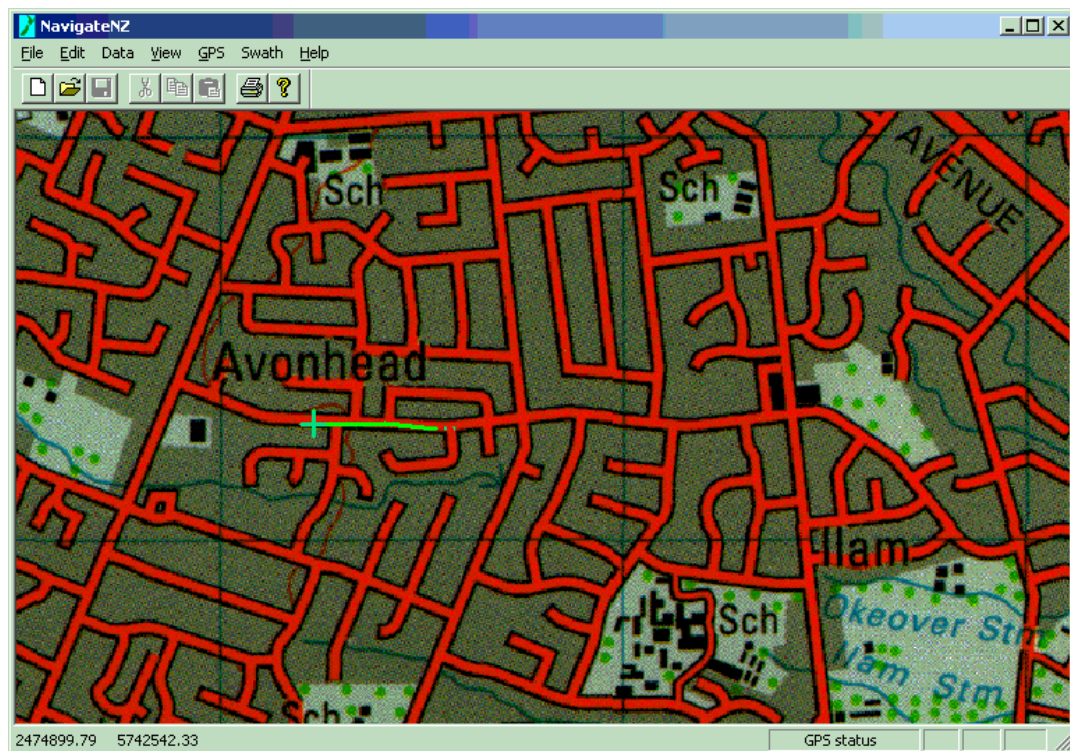 NavigateNZ
File Edit Data View GPS Swath Help
Sch
Sch
AVENUE
Avonhead
Ilam
Okeover Stm
Sch
Ilam Stm
Sch
2474899.79 5742542.33 GPS status